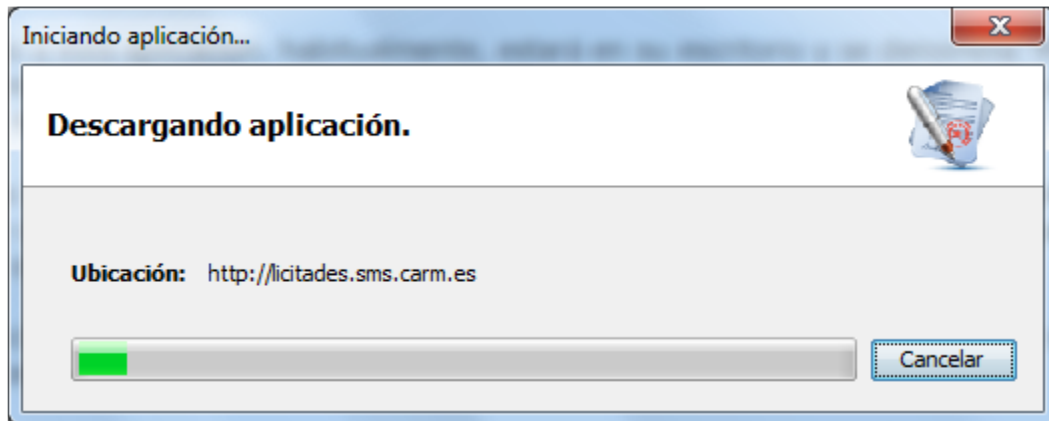 Iniciando aplicación...
Descargando aplicación.
Ubicación: http://licitades.sms.carm.es
Cancelar